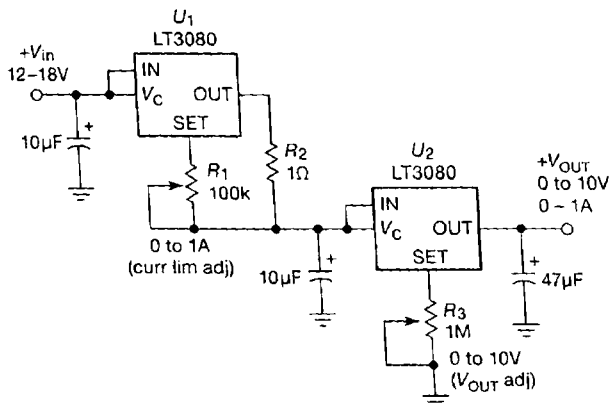 U1
LT3080
+Vin
12–18V
IN
VC
OUT
SET
10µF
+
R1
100k
R2
1Ω
0 to 1A
(curr lim adj)
10µF
+
U2
LT3080
IN
VC
OUT
SET
+VOUT
0 to 10V
0 ~ 1A
+
47µF
R3
1M
0 to 10V
(VOUT adj)